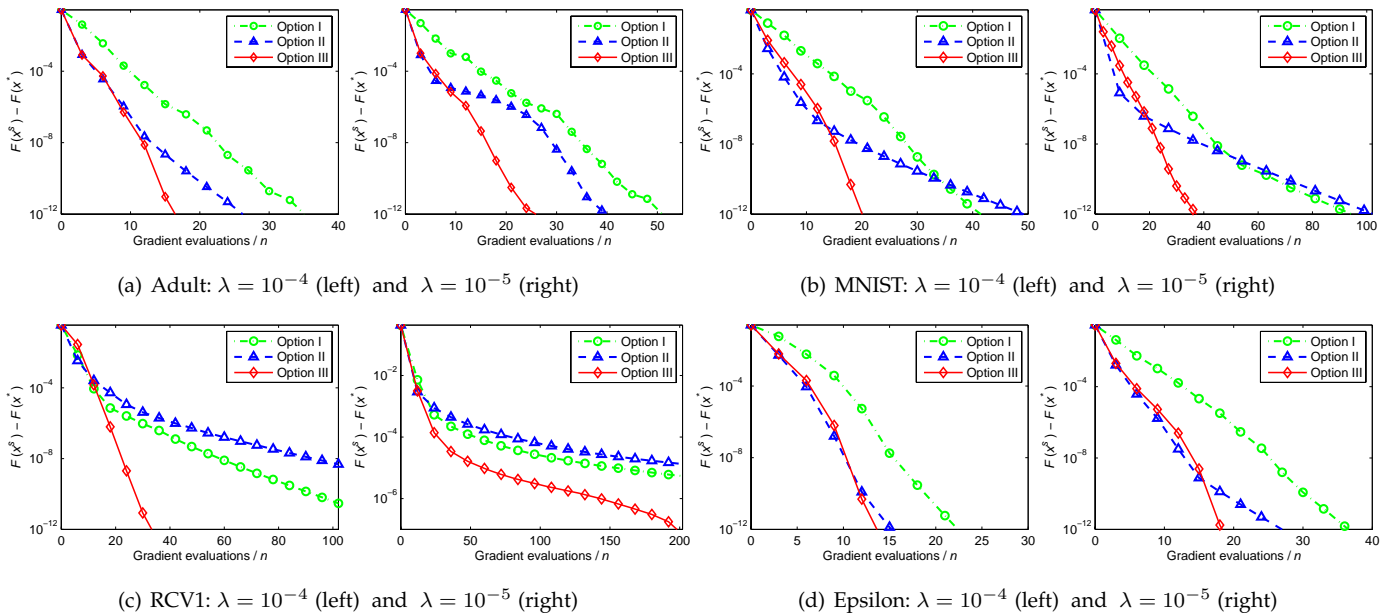 Option I
Option II
Option III
10^{-4}
10^{-8}
10^{-12}
F (x^s) − F (x^*)
0 10 20 30 40
Gradient evaluations / n
Option I
Option II
Option III
10^{-4}
10^{-8}
10^{-12}
F (x^s) − F (x^*)
0 10 20 30 40 50
Gradient evaluations / n
(a) Adult: λ = 10^{−4} (left) and λ = 10^{−5} (right)
Option I
Option II
Option III
10^{-4}
10^{-8}
10^{-12}
F (x^s) − F (x^*)
0 10 20 30 40 50
Gradient evaluations / n
Option I
Option II
Option III
10^{-4}
10^{-8}
10^{-12}
F (x^s) − F (x^*)
0 20 40 60 80 100
Gradient evaluations / n
(b) MNIST: λ = 10^{−4} (left) and λ = 10^{−5} (right)
Option I
Option II
Option III
10^{-4}
10^{-8}
10^{-12}
F (x^s) − F (x^*)
0 20 40 60 80 100
Gradient evaluations / n
Option I
Option II
Option III
10^{-2}
10^{-4}
10^{-6}
F (x^s) − F (x^*)
0 50 100 150 200
Gradient evaluations / n
(c) RCV1: λ = 10^{−4} (left) and λ = 10^{−5} (right)
Option I
Option II
Option III
10^{-4}
10^{-8}
10^{-12}
F (x^s) − F (x^*)
0 5 10 15 20 25 30
Gradient evaluations / n
Option I
Option II
Option III
10^{-4}
10^{-8}
10^{-12}
F (x^s) − F (x^*)
0 10 20 30 40
Gradient evaluations / n
(d) Epsilon: λ = 10^{−4} (left) and λ = 10^{−5} (right)